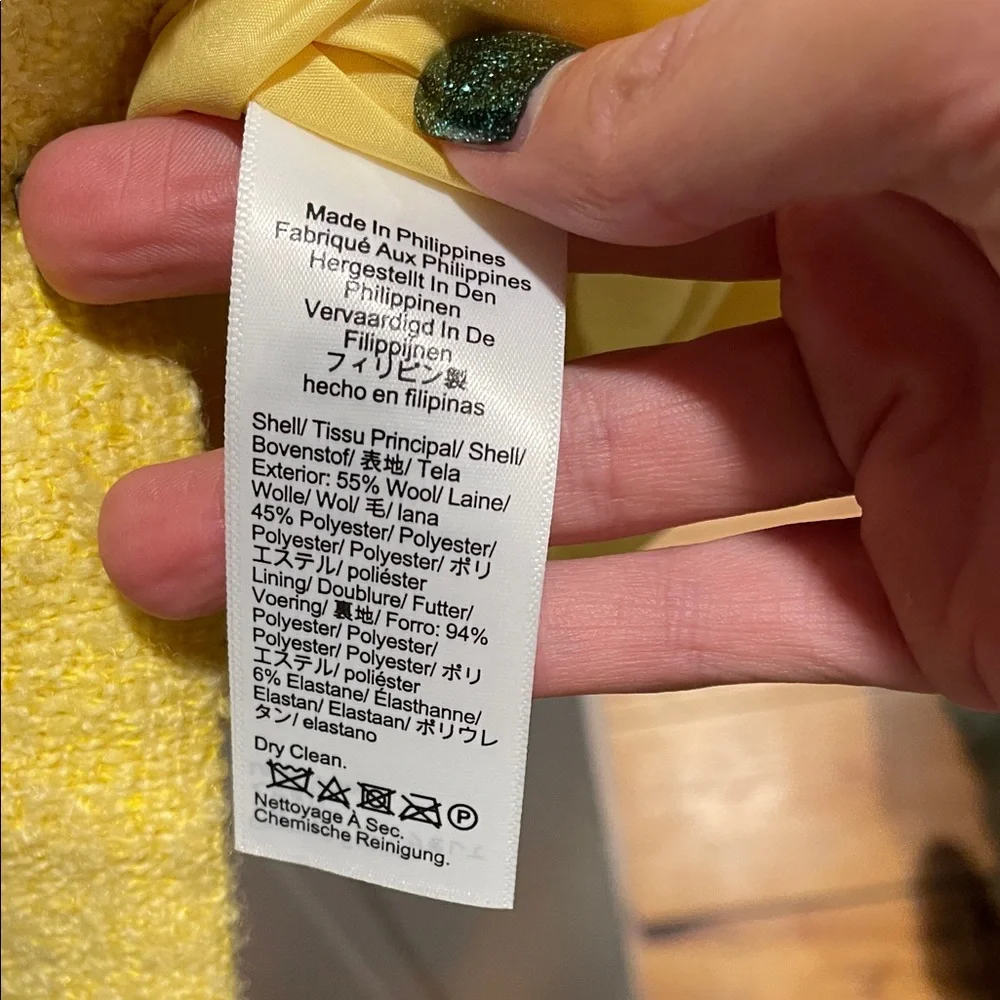 Made In Philippines
Fabriqué Aux Philippines
Hergestellt In Den
Philippinen
Vervaardigd In De
Filippijnen
フィリピン製
hecho en filipinas
Shell/ Tissu Principal/ Shell/
Bovenstof/ 表地/ Tela
Exterior: 55% Wool/ Laine/
Wolle/ Wol/ 毛/ lana
45% Polyester/ Polyester/
Polyester/ Polyester/ ポリ
エステル/ poliéster
Lining/ Doublure/ Futter/
Voering/ 裏地/ Forro: 94%
Polyester/ Polyester/
Polyester/ Polyester/ ポリ
エステル/ poliéster
6% Elastane/ Élasthanne/
Elastan/ Elastaan/ ポリウレ
タン/ elastano
Dry Clean.
P
Nettoyage À Sec.
Chemische Reinigung.